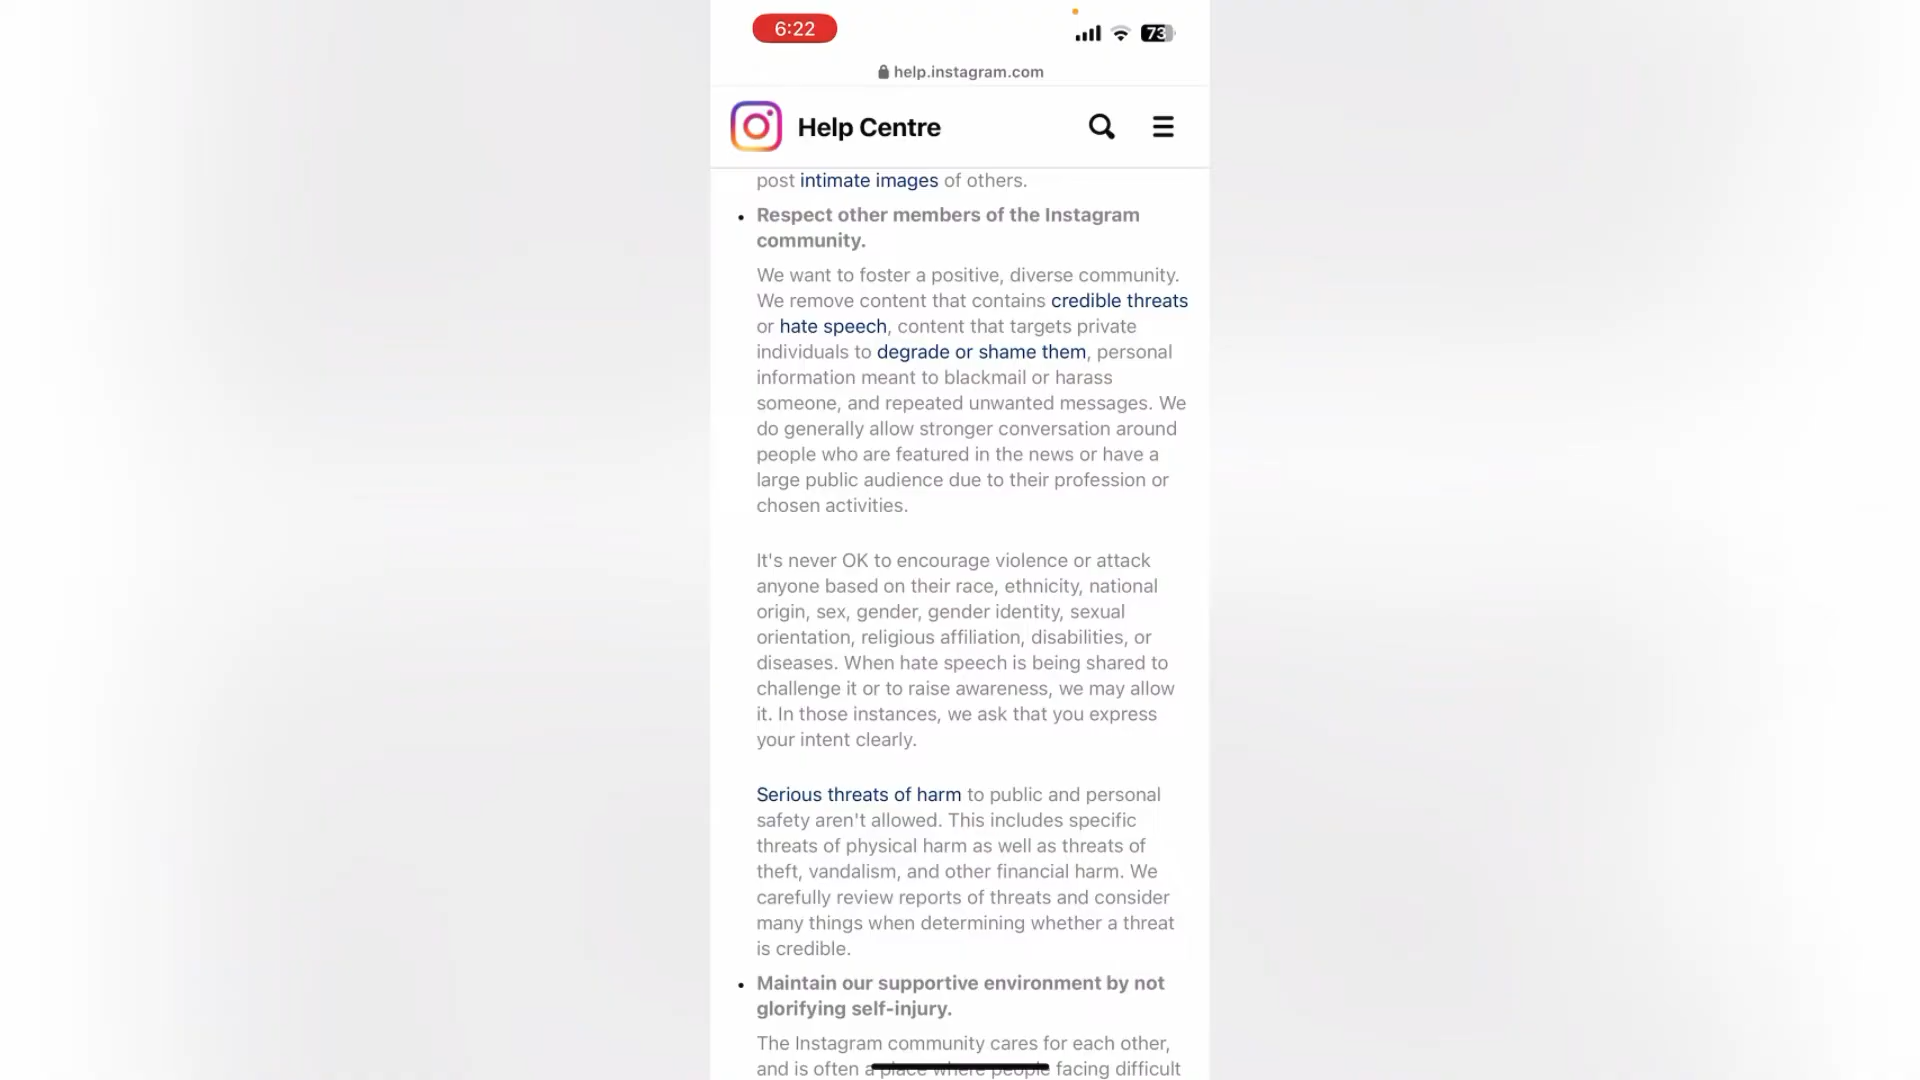 6:22
73
help.instagram.com
Help Centre
post intimate images of others.
• Respect other members of the Instagram
community.
We want to foster a positive, diverse community.
We remove content that contains credible threats
or hate speech, content that targets private
individuals to degrade or shame them, personal
information meant to blackmail or harass
someone, and repeated unwanted messages. We
do generally allow stronger conversation around
people who are featured in the news or have a
large public audience due to their profession or
chosen activities.
It's never OK to encourage violence or attack
anyone based on their race, ethnicity, national
origin, sex, gender, gender identity, sexual
orientation, religious affiliation, disabilities, or
diseases. When hate speech is being shared to
challenge it or to raise awareness, we may allow
it. In those instances, we ask that you express
your intent clearly.
Serious threats of harm to public and personal
safety aren't allowed. This includes specific
threats of physical harm as well as threats of
theft, vandalism, and other financial harm. We
carefully review reports of threats and consider
many things when determining whether a threat
is credible.
• Maintain our supportive environment by not
glorifying self-injury.
The Instagram community cares for each other,
and is often a place where people facing difficult